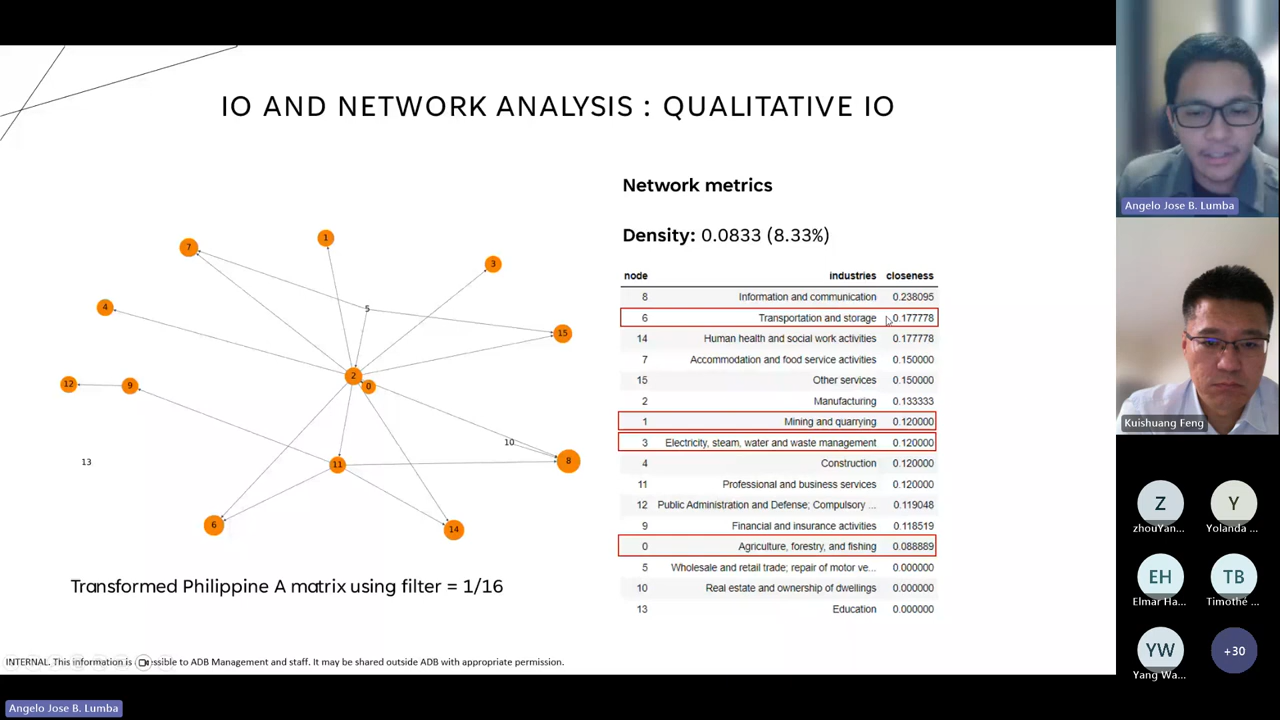 IO AND NETWORK ANALYSIS : QUALITATIVE IO
Network metrics
Density: 0.0833 (8.33%)
node industries closeness
8 Information and communication 0.238095
6 Transportation and storage 0.177778
14 Human health and social work activities 0.177778
7 Accommodation and food service activities 0.150000
15 Other services 0.150000
2 Manufacturing 0.133333
1 Mining and quarrying 0.120000
3 Electricity, steam, water and waste management 0.120000
4 Construction 0.120000
11 Professional and business services 0.120000
12 Public Administration and Defense; Compulsory ... 0.119048
9 Financial and insurance activities 0.118519
0 Agriculture, forestry, and fishing 0.088889
5 Wholesale and retail trade; repair of motor ve... 0.000000
10 Real estate and ownership of dwellings 0.000000
13 Education 0.000000
7
1
3
4
5
15
2
0
12
9
10
13
11
8
6
14
Transformed Philippine A matrix using filter = 1/16
INTERNAL. This information is accessible to ADB Management and staff. It may be shared outside ADB with appropriate permission.
Angelo Jose B. Lumba
Angelo Jose B. Lumba
Kuishuang Feng
Z
zhouYan...
Y
Yolanda ...
EH
Elmar Ha...
TB
Timothé ...
YW
Yang Wa...
+30